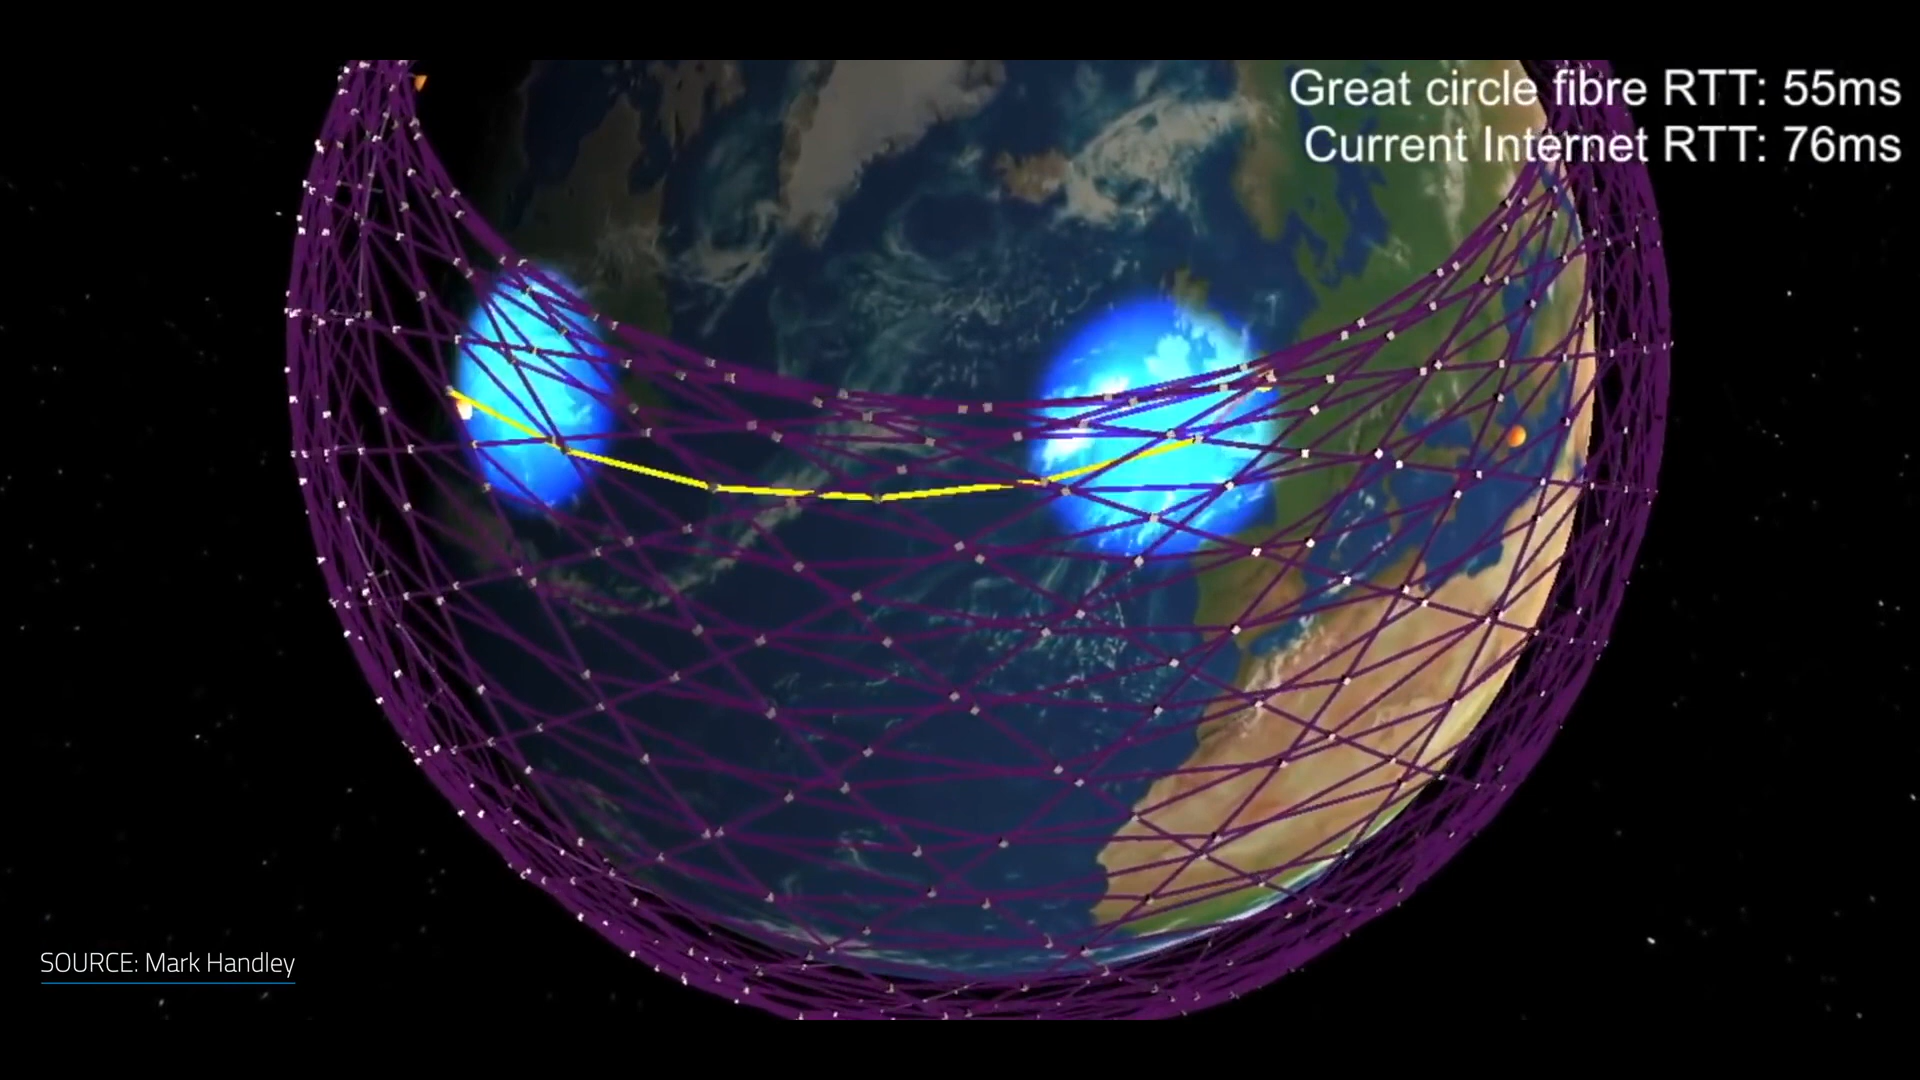 Great circle fibre RTT: 55ms
Current Internet RTT: 76ms
SOURCE: Mark Handley